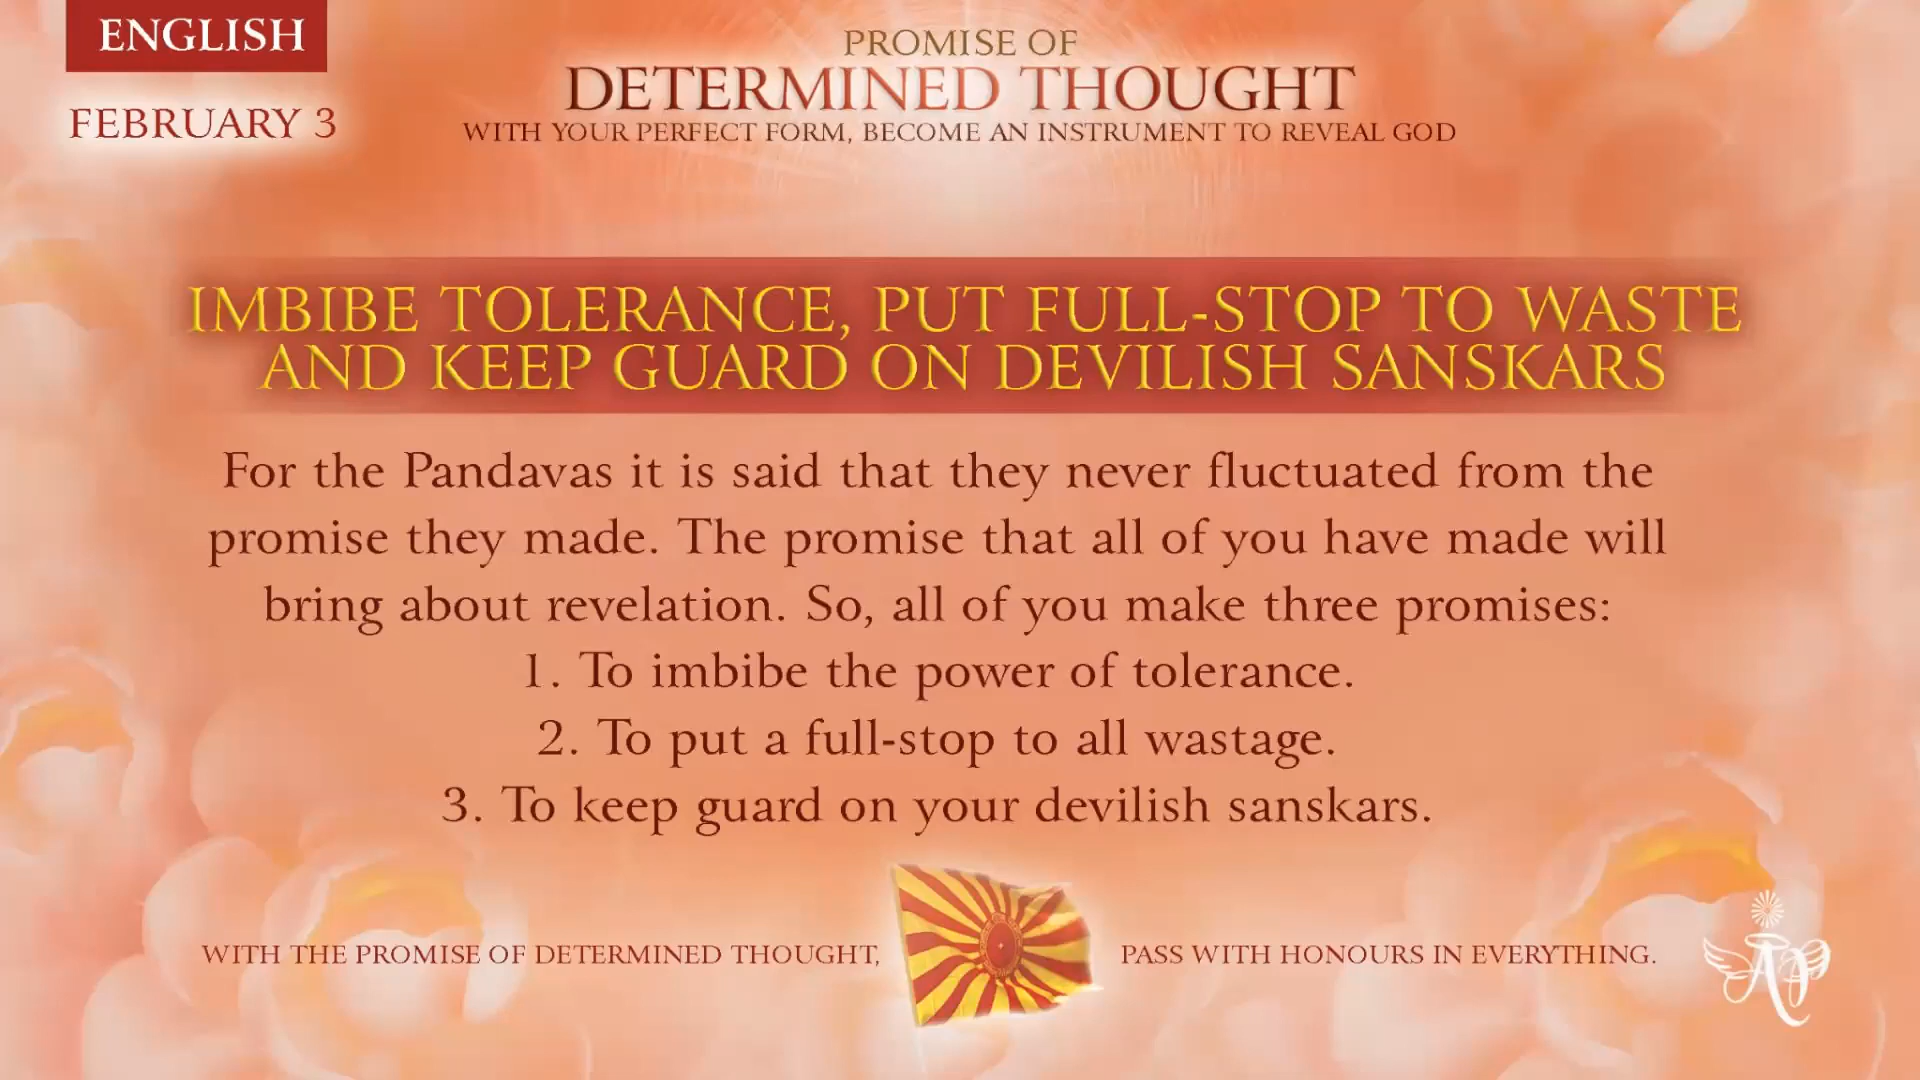 ENGLISH
FEBRUARY 3
PROMISE OF
DETERMINED THOUGHT
WITH YOUR PERFECT FORM, BECOME AN INSTRUMENT TO REVEAL GOD
IMBIBE TOLERANCE, PUT FULL-STOP TO WASTE
AND KEEP GUARD ON DEVILISH SANSKARS
For the Pandavas it is said that they never fluctuated from the
promise they made. The promise that all of you have made will
bring about revelation. So, all of you make three promises:
1. To imbibe the power of tolerance.
2. To put a full-stop to all wastage.
3. To keep guard on your devilish sanskars.
WITH THE PROMISE OF DETERMINED THOUGHT,
PASS WITH HONOURS IN EVERYTHING.